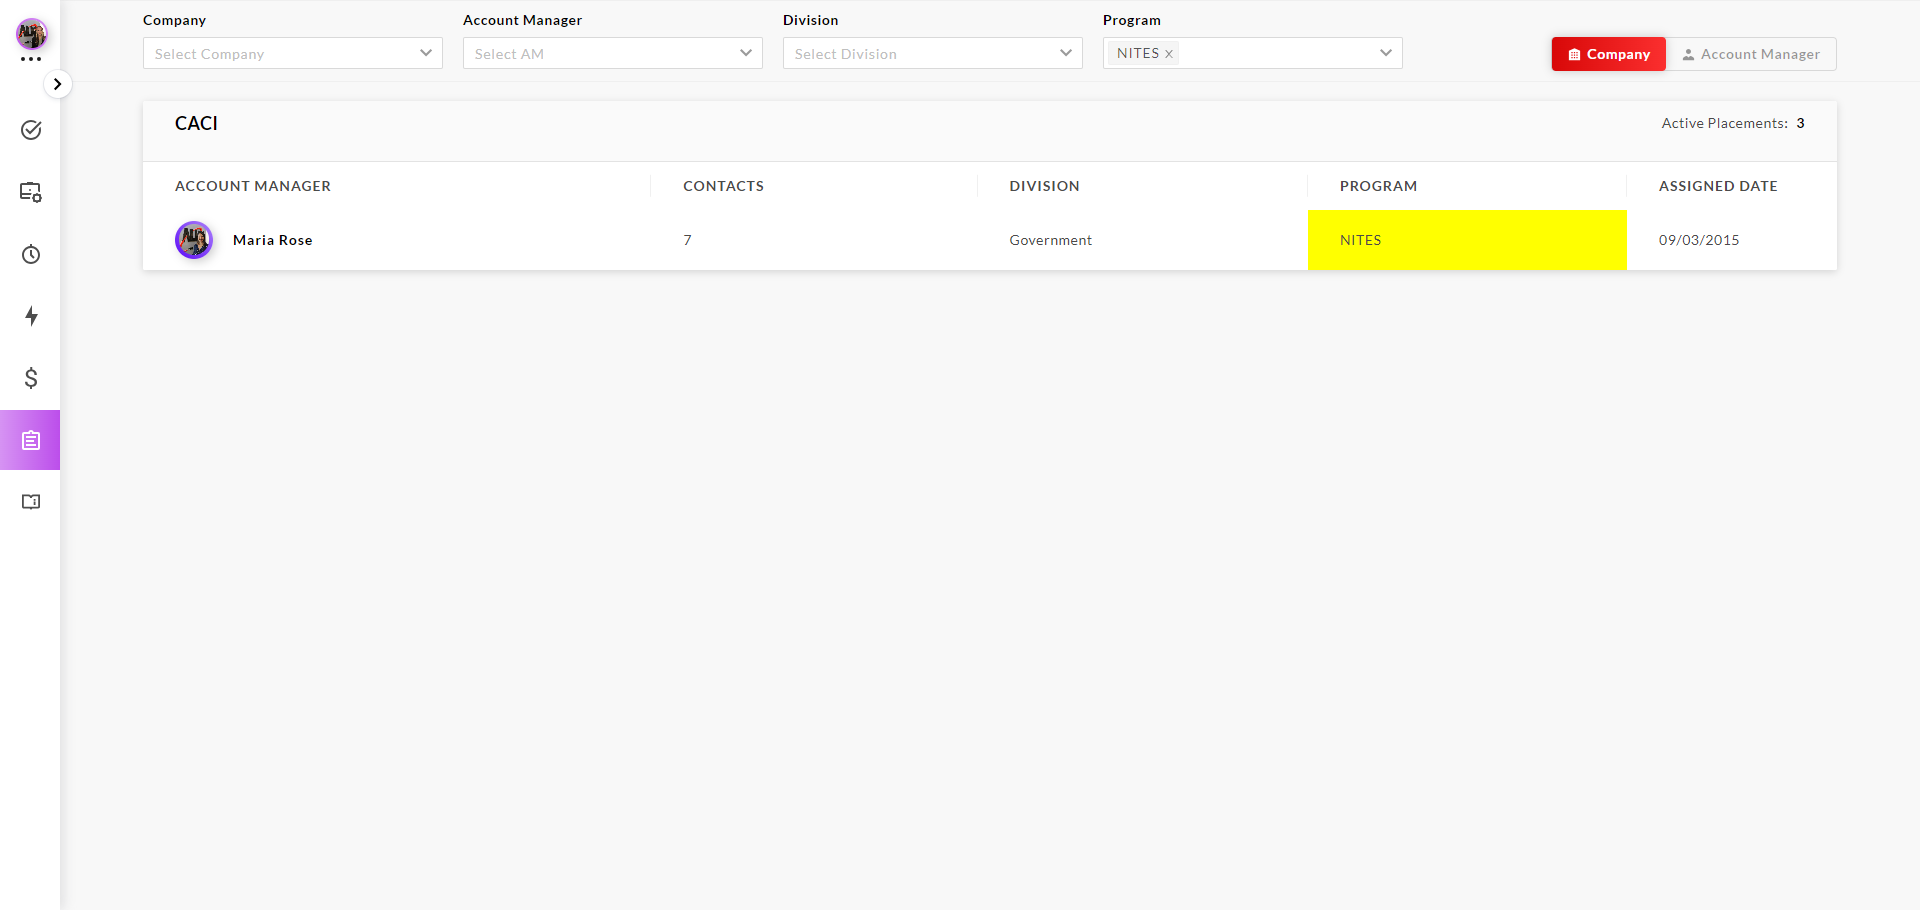 Company
Account Manager
Division
Program
Select Company
Select AM
Select Division
NITES x
Company
Account Manager
CACI
Active Placements: 3
ACCOUNT MANAGER
CONTACTS
DIVISION
PROGRAM
ASSIGNED DATE
Maria Rose
7
Government
NITES
09/03/2015